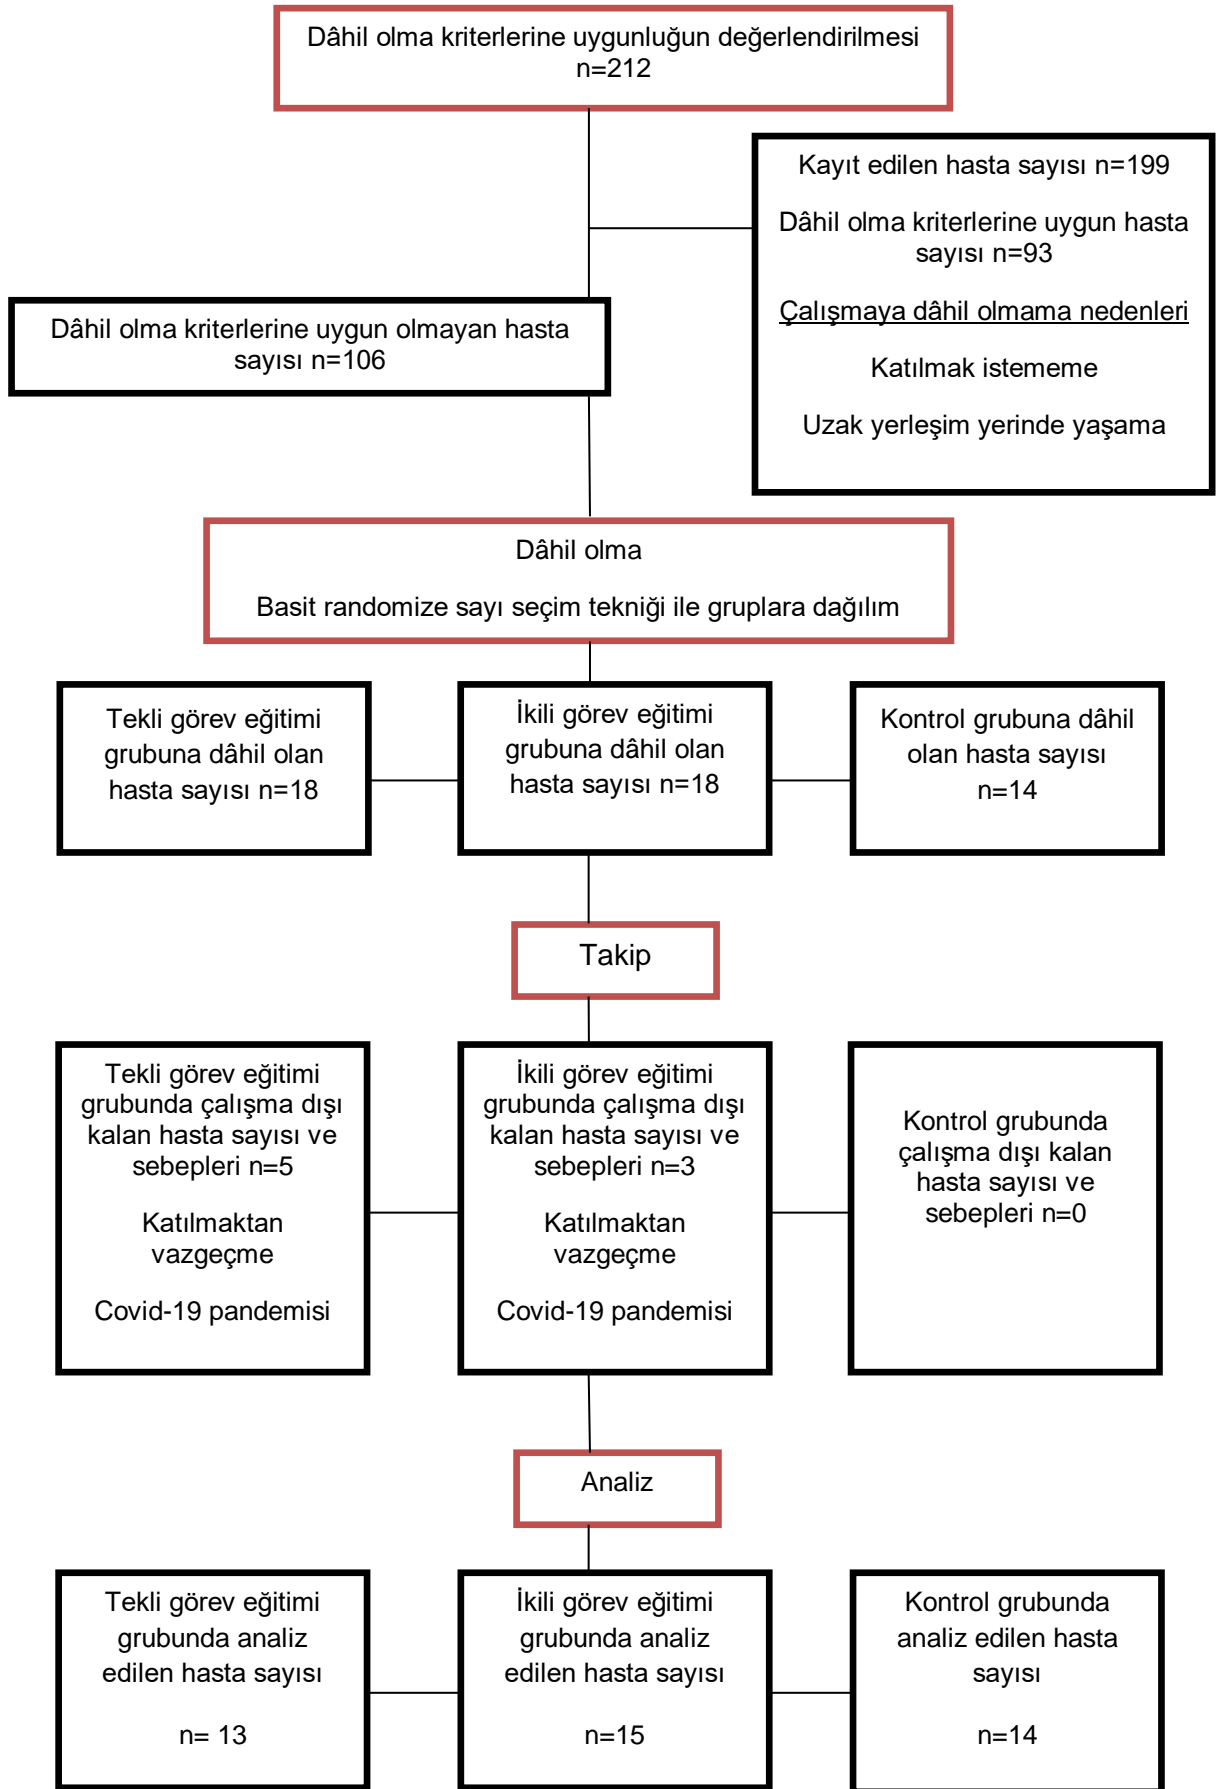 Dâhil olma kriterlerine uygunluğun değerlendirilmesi
n=212
Kayıt edilen hasta sayısı n=199
Dâhil olma kriterlerine uygun hasta
sayısı n=93
Çalışmaya dâhil olmama nedenleri
Katılmak istememe
Uzak yerleşim yerinde yaşama
Dâhil olma kriterlerine uygun olmayan hasta
sayısı n=106
Dâhil olma
Basit randomize sayı seçim tekniği ile gruplara dağılım
Tekli görev eğitimi
grubuna dâhil olan
hasta sayısı n=18
İkili görev eğitimi
grubuna dâhil olan
hasta sayısı n=18
Kontrol grubuna dâhil
olan hasta sayısı
n=14
Takip
Tekli görev eğitimi
grubunda çalışma dışı
kalan hasta sayısı ve
sebepleri n=5
Katılmaktan
vazgeçme
Covid-19 pandemisi
İkili görev eğitimi
grubunda çalışma dışı
kalan hasta sayısı ve
sebepleri n=3
Katılmaktan
vazgeçme
Covid-19 pandemisi
Kontrol grubunda
çalışma dışı kalan
hasta sayısı ve
sebepleri n=0
Analiz
Tekli görev eğitimi
grubunda analiz
edilen hasta sayısı
n= 13
İkili görev eğitimi
grubunda analiz
edilen hasta sayısı
n=15
Kontrol grubunda
analiz edilen hasta
sayısı
n=14